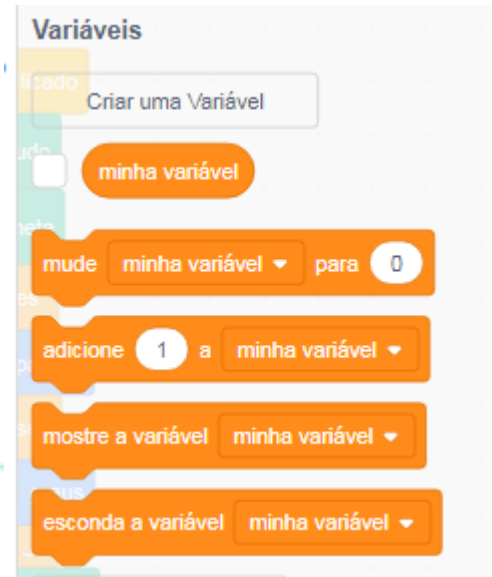 Variáveis
Criar uma Variável
minha variável
mude minha variável para 0
adicione 1 a minha variável
mostre a variável minha variável
esconda a variável minha variável